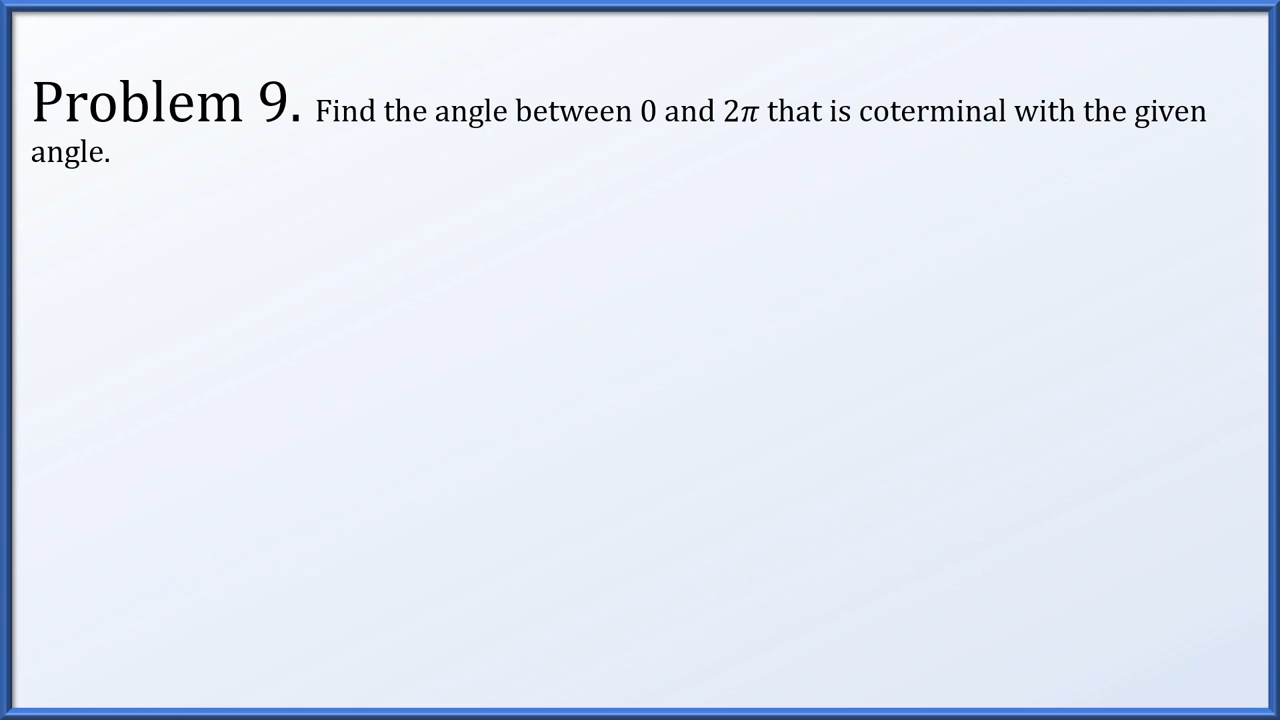 Problem 9. Find the angle between 0 and 2𝜋 that is coterminal with the given
angle.